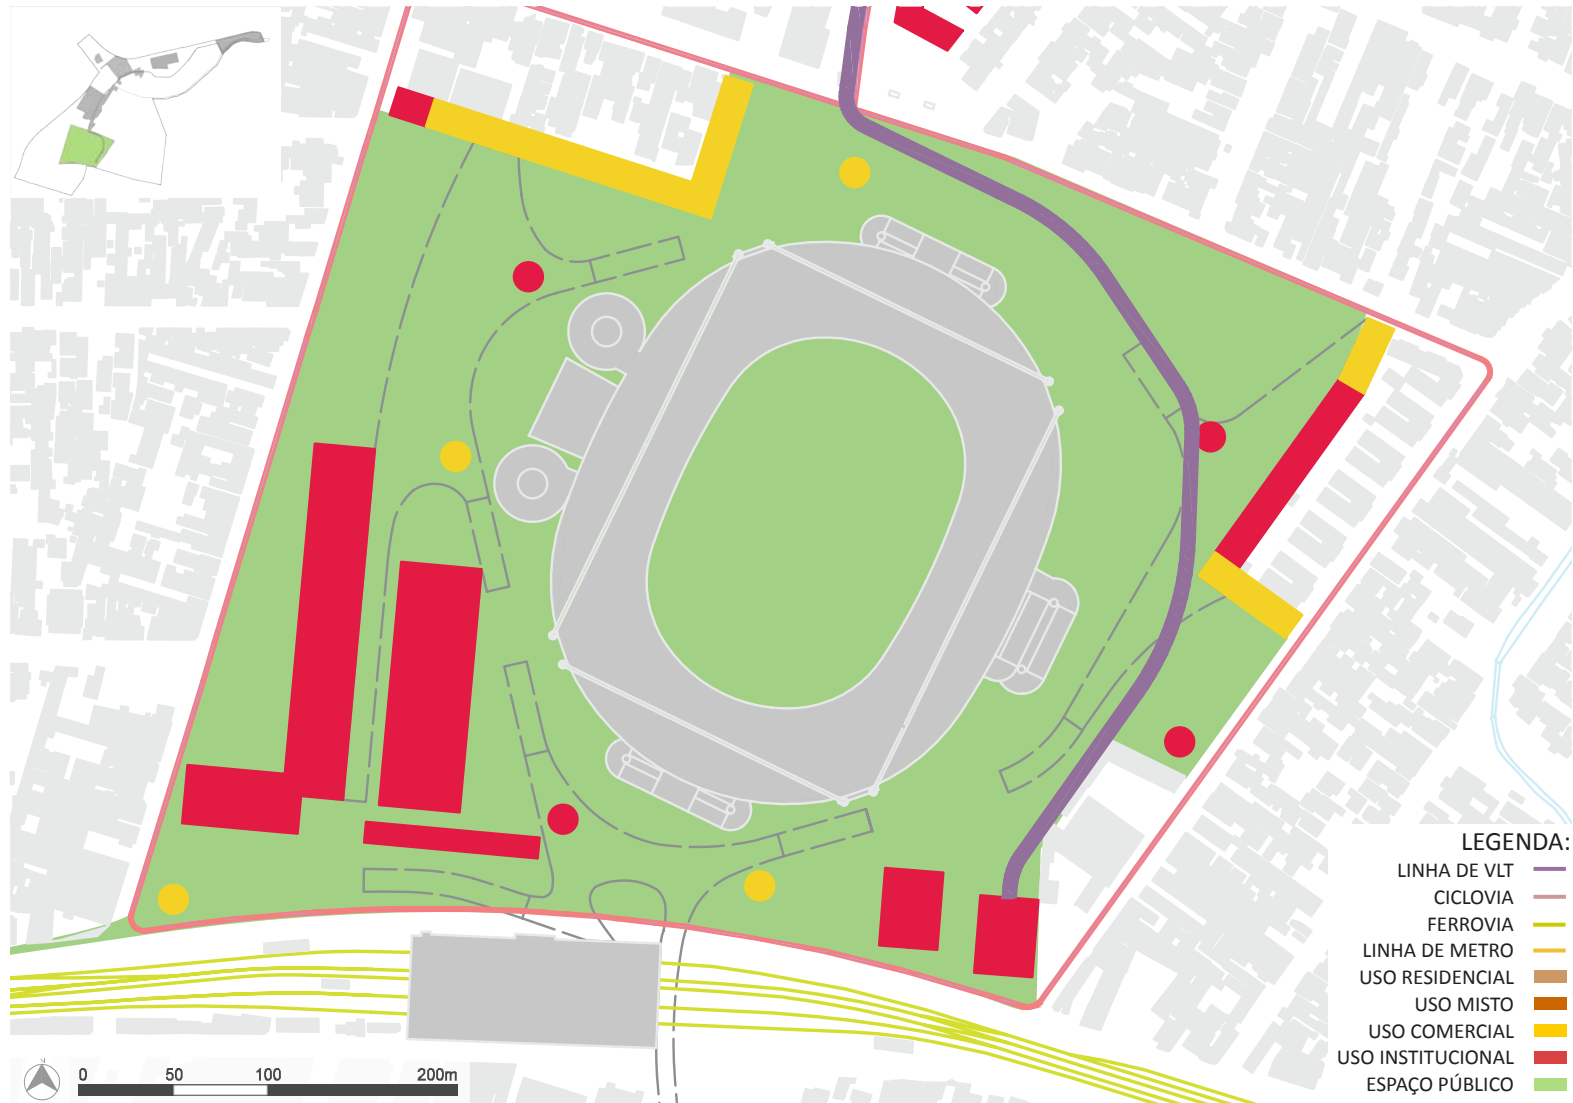 LEGENDA:
LINHA DE VLT
CICLOVIA
FERROVIA
LINHA DE METRO
USO RESIDENCIAL
USO MISTO
USO COMERCIAL
USO INSTITUCIONAL
ESPAÇO PÚBLICO
N
0 50 100 200m